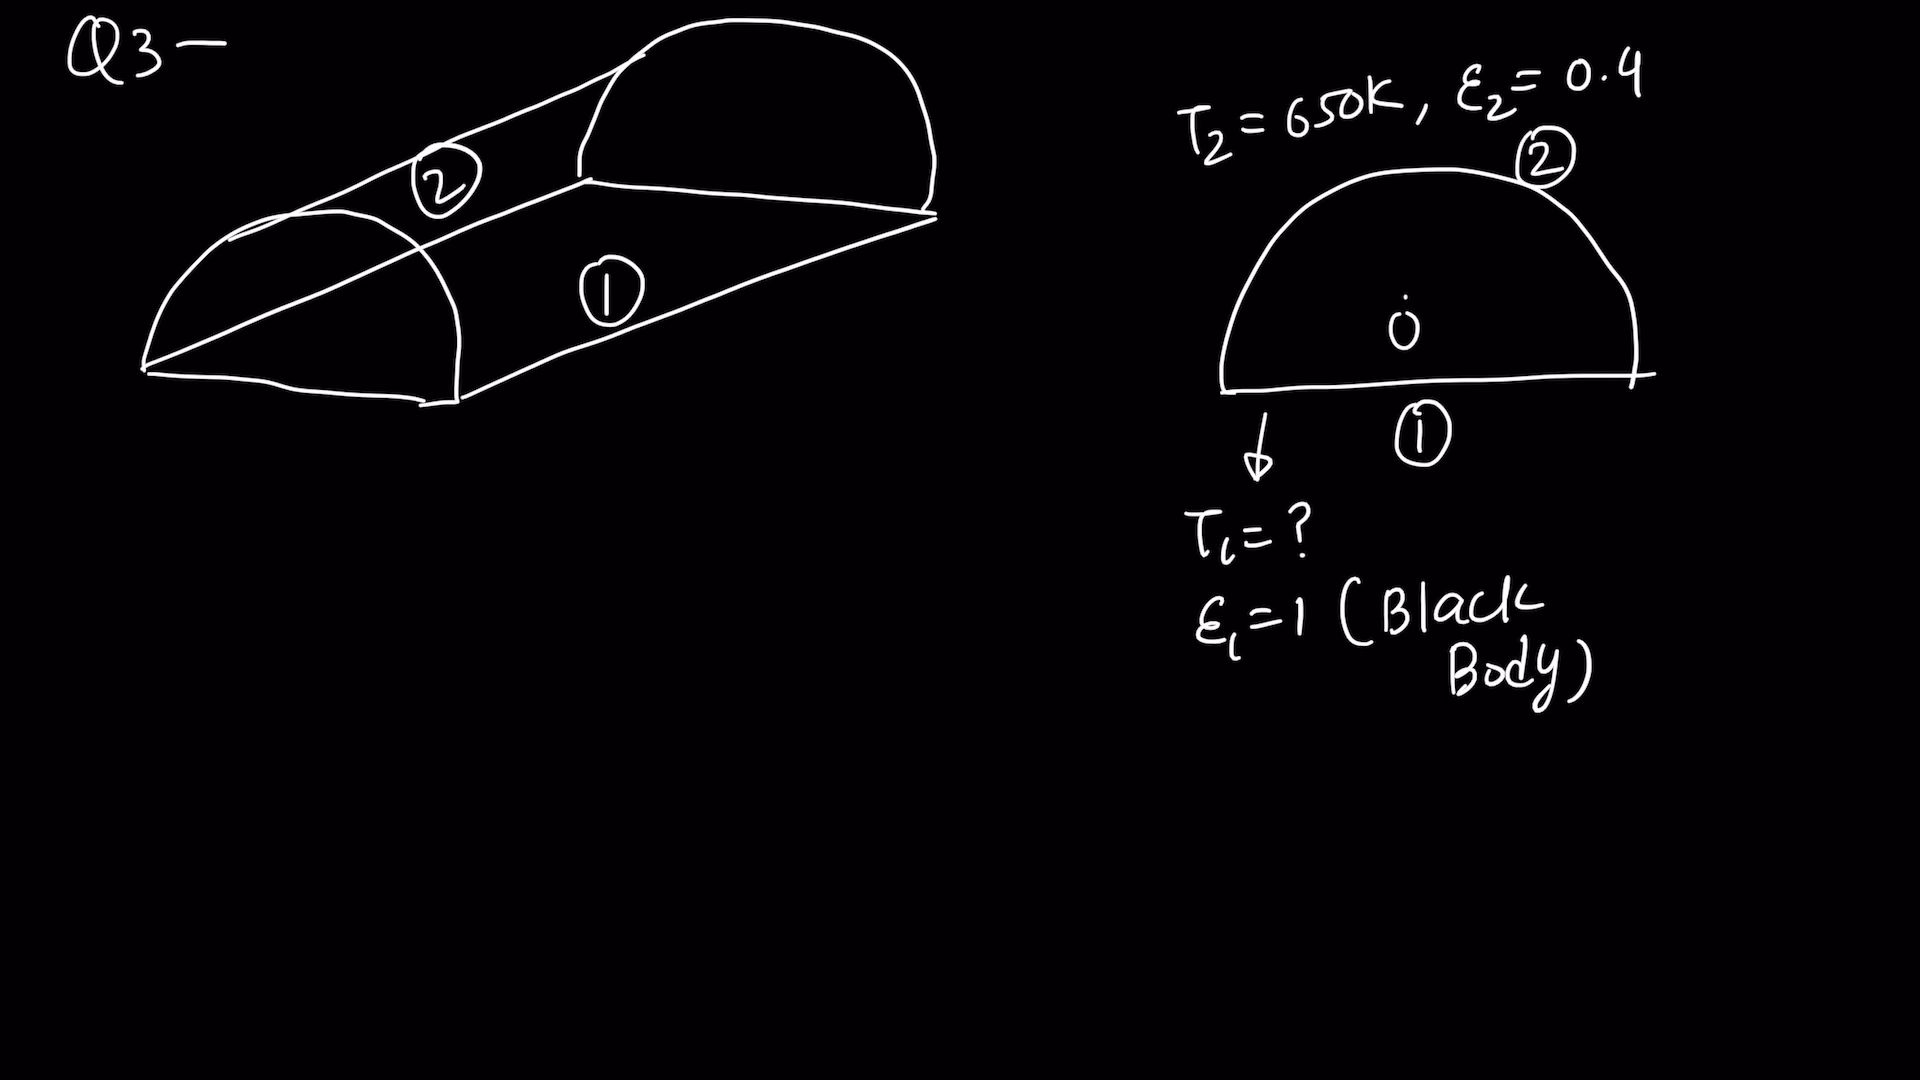 Q3 —
②
①
T₂ = 650K, ε₂ = 0.4
②
Ȯ
①
T₁ = ?
ε₁ = 1 (Black
Body)